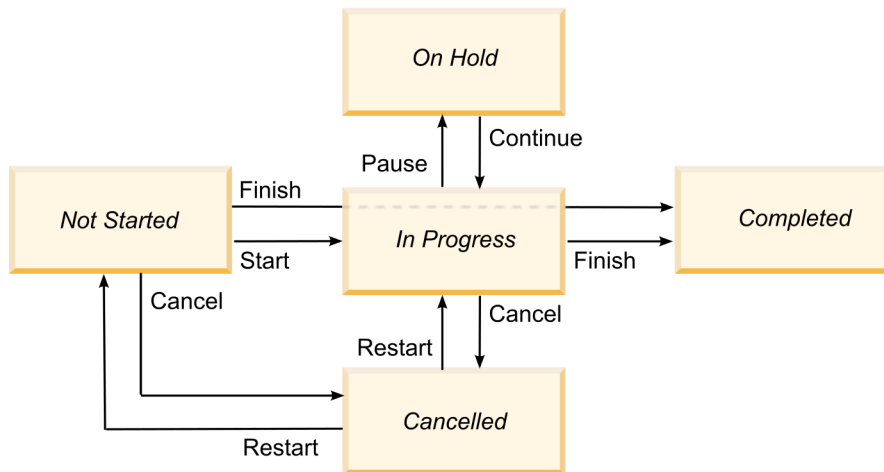 On Hold
Pause
Continue
Not Started
Finish
Start
In Progress
Finish
Completed
Cancel
Restart
Cancel
Restart
Cancelled